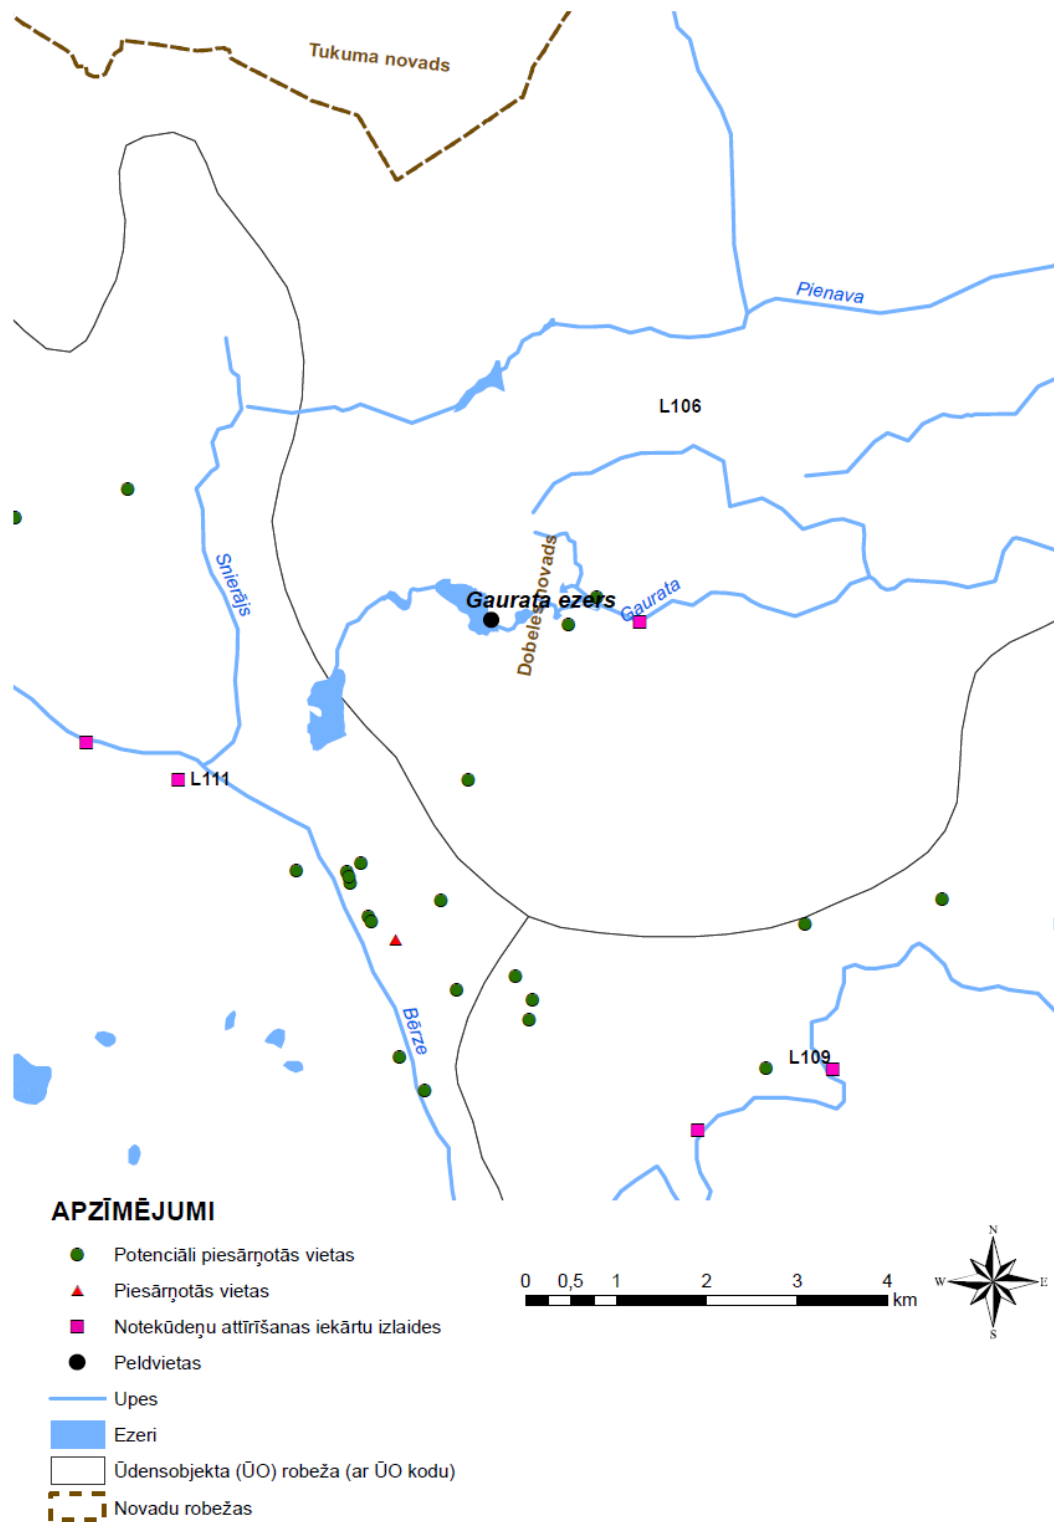 Tukuma novads
Pienava
L106
Snierājs
Dobeles novads
Gaurata ezers
Gaurata
L111
Bērze
L109
APZĪMĒJUMI
Potenciāli piesārņotās vietas
Piesārņotās vietas
Notekūdeņu attīrīšanas iekārtu izlaides
Peldvietas
Upes
Ezeri
Ūdensobjekta (ŪO) robeža (ar ŪO kodu)
Novadu robežas
0 0,5 1 2 3 4
km
N
W E
S